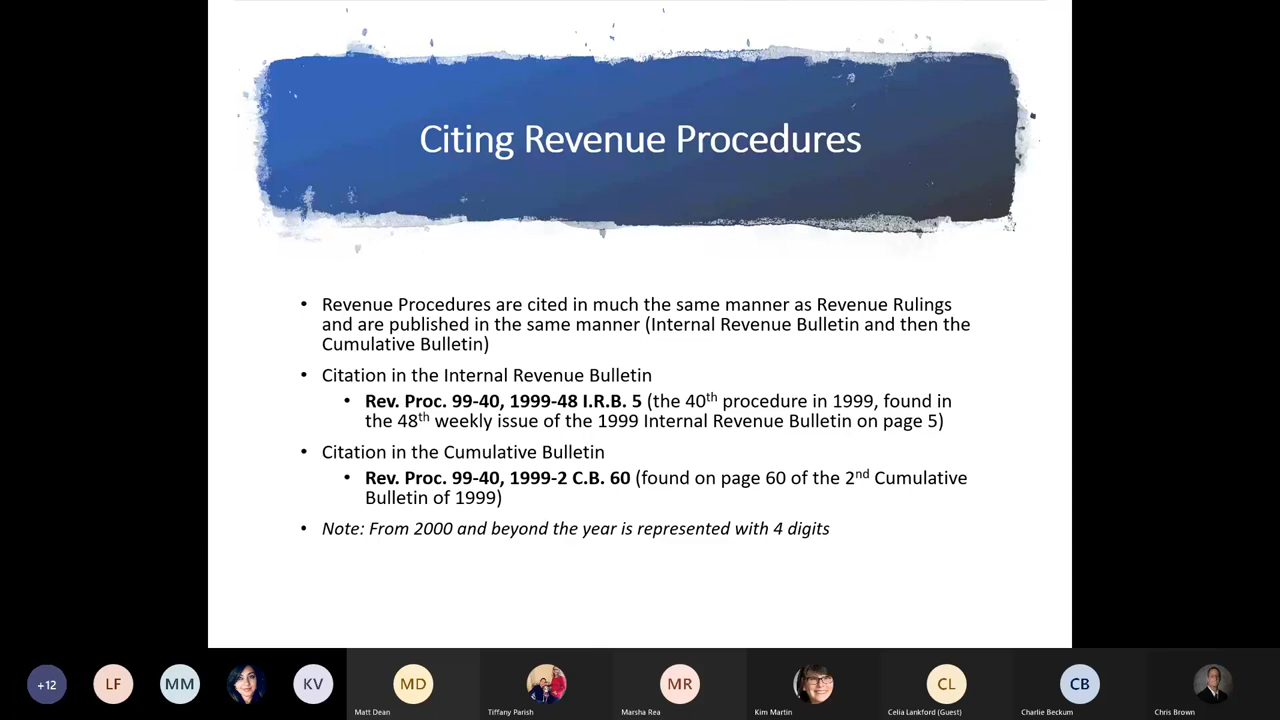 Citing Revenue Procedures
• Revenue Procedures are cited in much the same manner as Revenue Rulings
and are published in the same manner (Internal Revenue Bulletin and then the
Cumulative Bulletin)
• Citation in the Internal Revenue Bulletin
• Rev. Proc. 99-40, 1999-48 I.R.B. 5 (the 40th procedure in 1999, found in
the 48th weekly issue of the 1999 Internal Revenue Bulletin on page 5)
• Citation in the Cumulative Bulletin
• Rev. Proc. 99-40, 1999-2 C.B. 60 (found on page 60 of the 2nd Cumulative
Bulletin of 1999)
• Note: From 2000 and beyond the year is represented with 4 digits
+12 LF MM KV MD MR CL CB
Matt Dean Tiffany Parish Marsha Rea Kim Martin Celia Lankford (Guest) Charlie Beckum Chris Brown